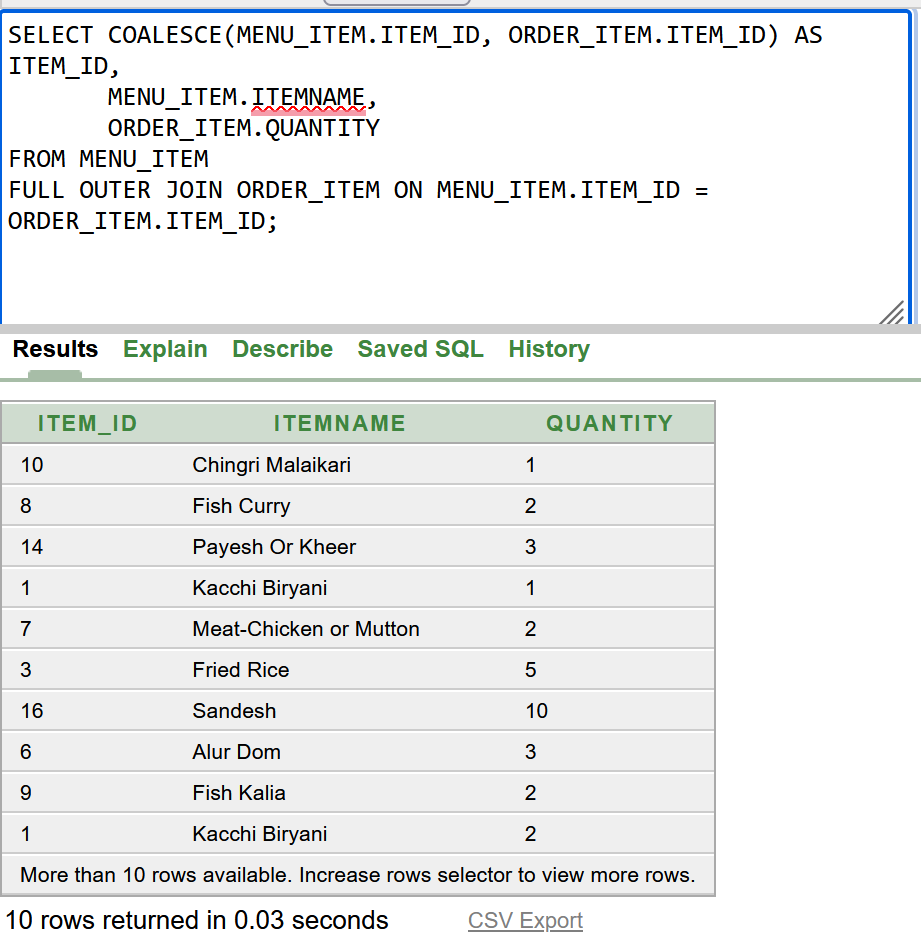 SELECT COALESCE(MENU_ITEM.ITEM_ID, ORDER_ITEM.ITEM_ID) AS
ITEM_ID,
       MENU_ITEM.ITEMNAME,
       ORDER_ITEM.QUANTITY
FROM MENU_ITEM
FULL OUTER JOIN ORDER_ITEM ON MENU_ITEM.ITEM_ID =
ORDER_ITEM.ITEM_ID;
Results Explain Describe Saved SQL History
ITEM_ID ITEMNAME QUANTITY
10 Chingri Malaikari 1
8 Fish Curry 2
14 Payesh Or Kheer 3
1 Kacchi Biryani 1
7 Meat-Chicken or Mutton 2
3 Fried Rice 5
16 Sandesh 10
6 Alur Dom 3
9 Fish Kalia 2
1 Kacchi Biryani 2
More than 10 rows available. Increase rows selector to view more rows.
10 rows returned in 0.03 seconds CSV Export